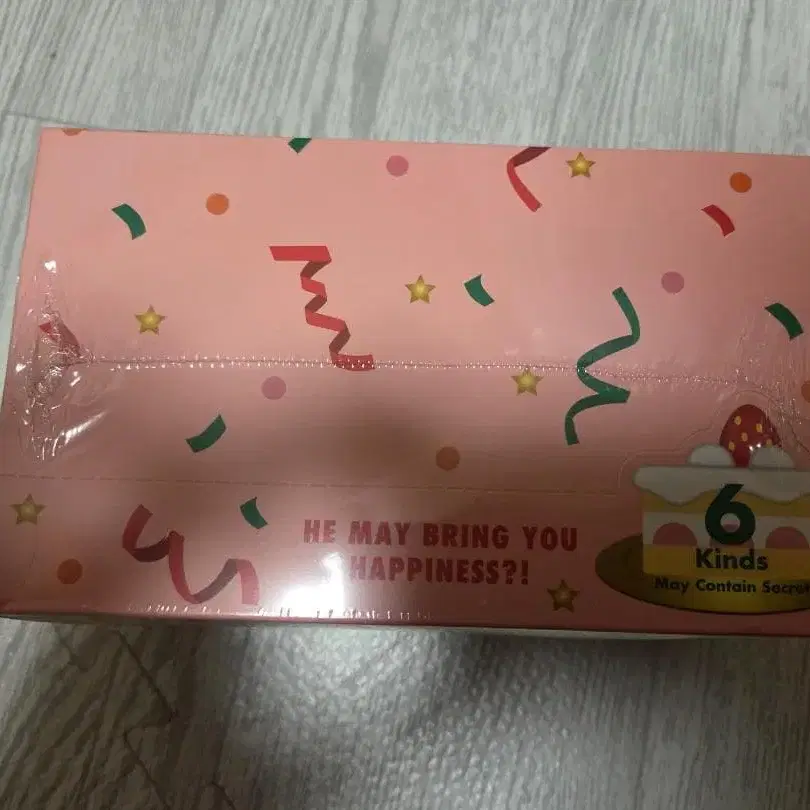 HE MAY BRING YOU
HAPPINESS?!
6
Kinds
May Contain Secret